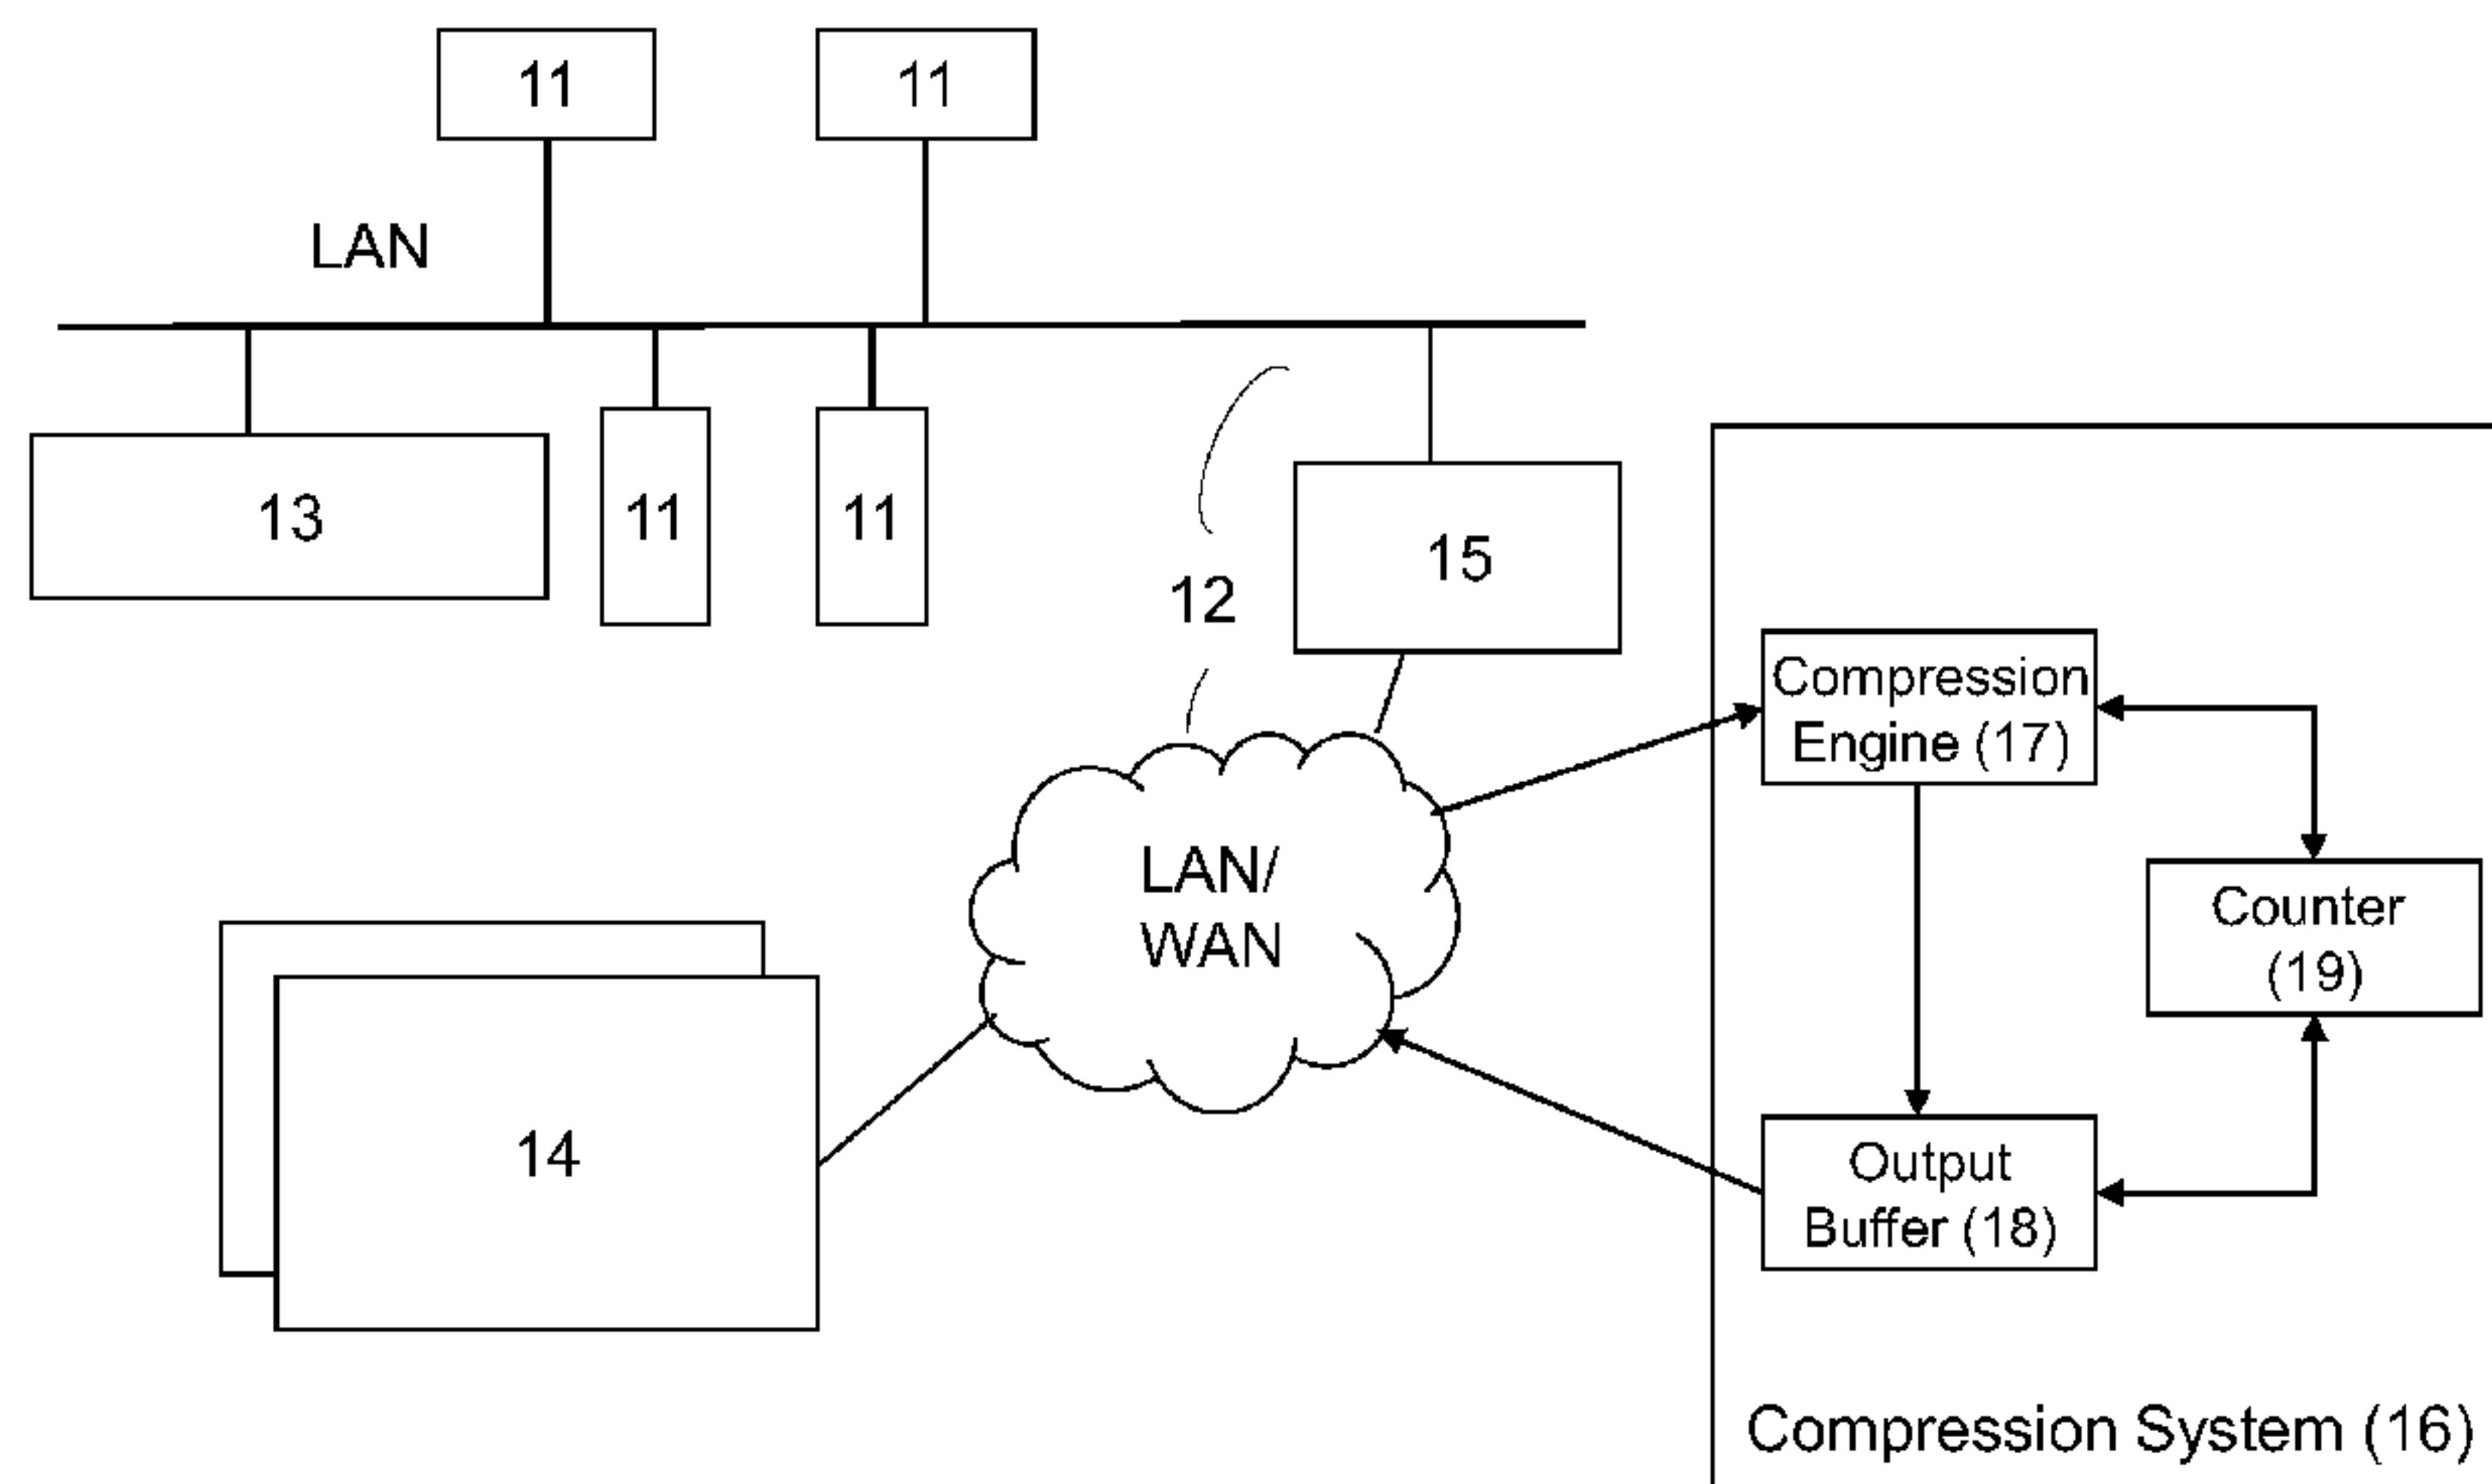 11
11
LAN
13
11
11
12
15
Compression
Engine (17)
LAN/
WAN
Counter
(19)
14
Output
Buffer (18)
Compression System (16)